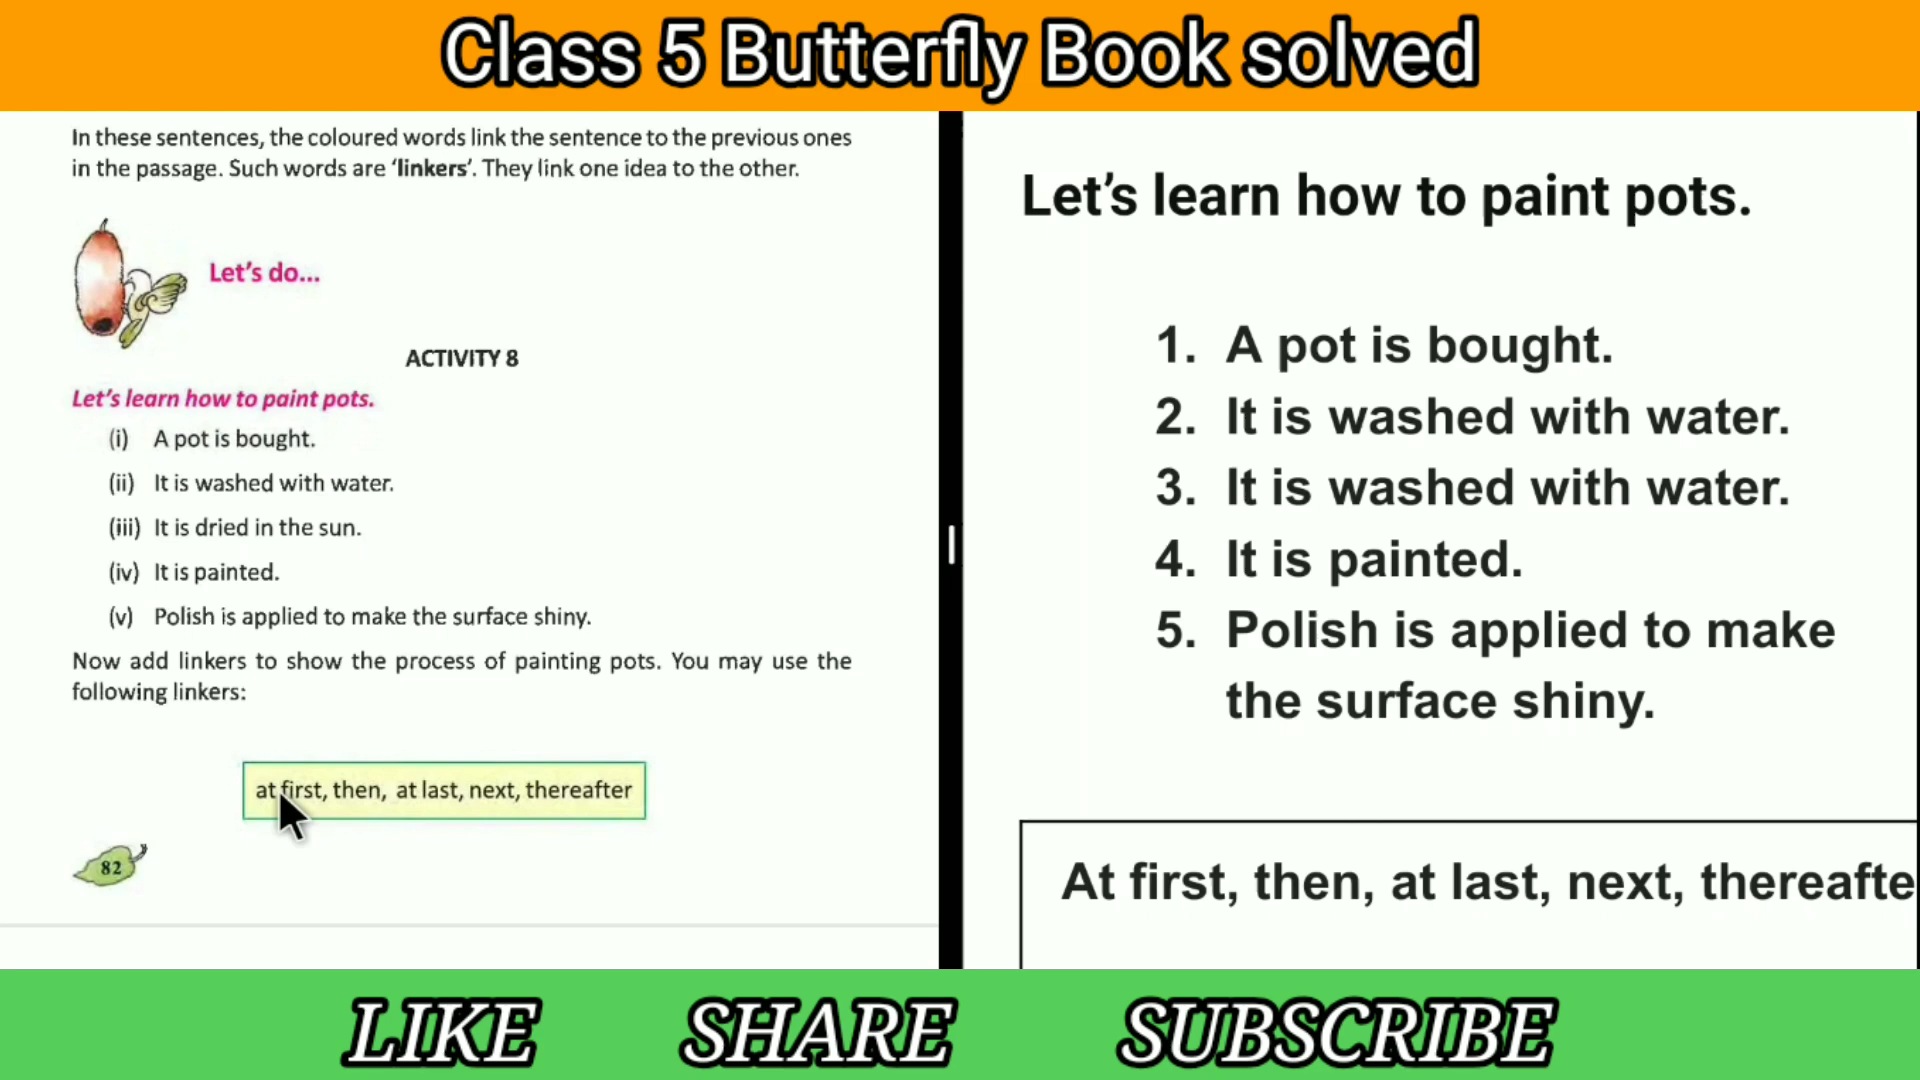 Class 5 Butterfly Book solved
In these sentences, the coloured words link the sentence to the previous ones
in the passage. Such words are ‘linkers’. They link one idea to the other.
Let’s do...
ACTIVITY 8
Let’s learn how to paint pots.
(i) A pot is bought.
(ii) It is washed with water.
(iii) It is dried in the sun.
(iv) It is painted.
(v) Polish is applied to make the surface shiny.
Now add linkers to show the process of painting pots. You may use the
following linkers:
at first, then, at last, next, thereafter
82
Let’s learn how to paint pots.
1. A pot is bought.
2. It is washed with water.
3. It is washed with water.
4. It is painted.
5. Polish is applied to make
the surface shiny.
At first, then, at last, next, thereafte
LIKE SHARE SUBSCRIBE